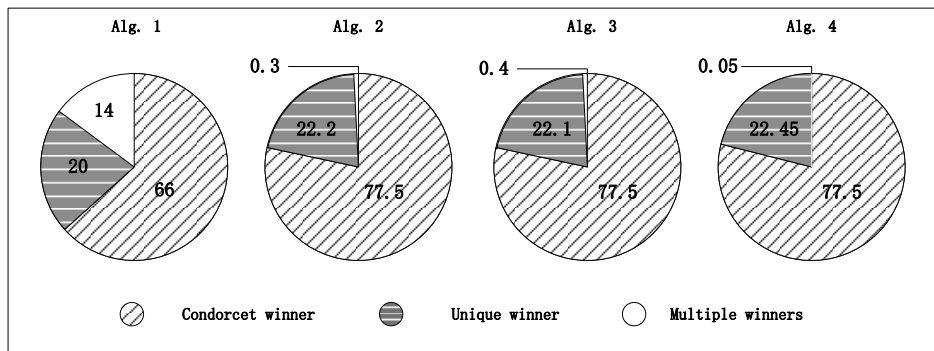 Alg. 1 Alg. 2 Alg. 3 Alg. 4
0.3 0.4 0.05
14 22.2 22.1 22.45
20 66 77.5 77.5 77.5
Condorcet winner Unique winner Multiple winners